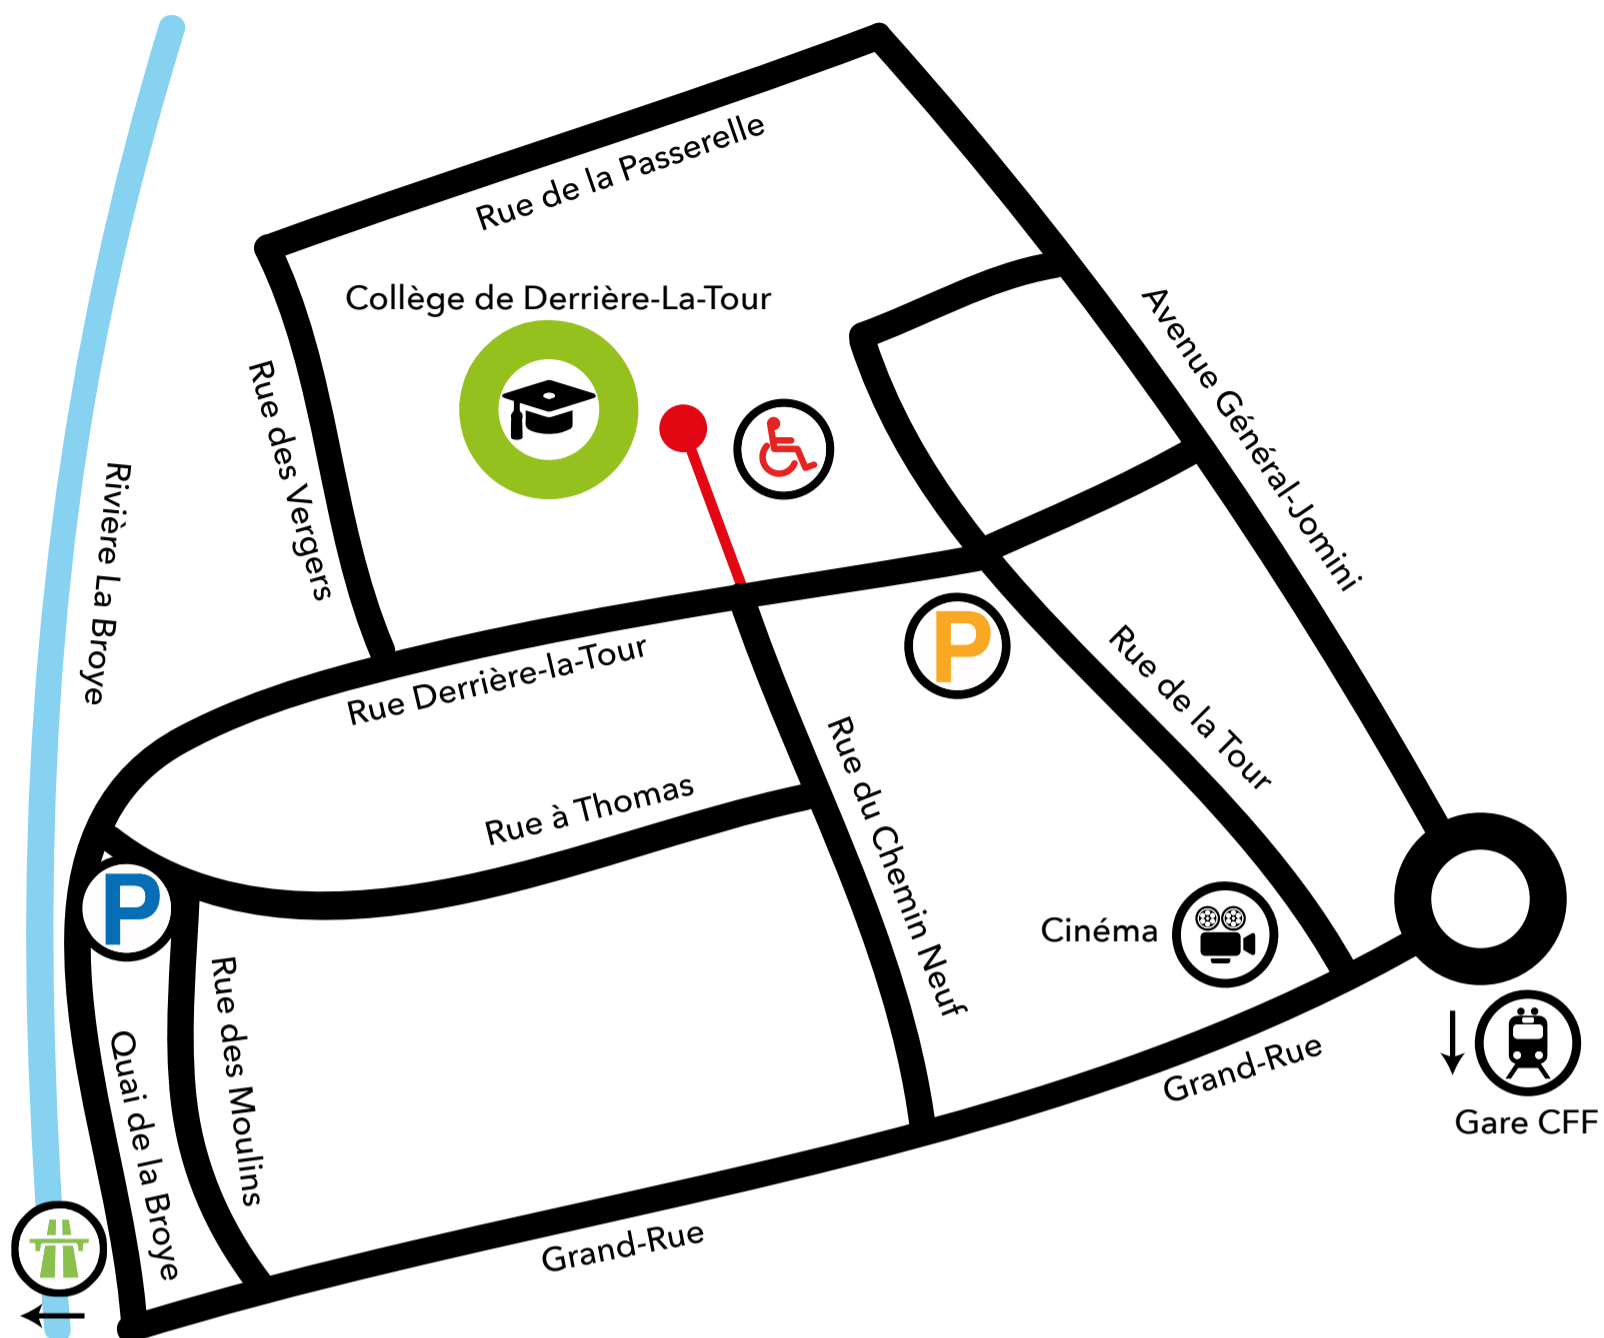 Rue de la Passerelle
Collège de Derrière-La-Tour
Avenue Général-Jomini
Rue des Vergers
Rivière La Broye
Rue Derrière-la-Tour
P
Rue de la Tour
Rue du Chemin Neuf
Rue à Thomas
P
Cinéma
Rue des Moulins
Quai de la Broye
Grand-Rue
Gare CFF
Grand-Rue